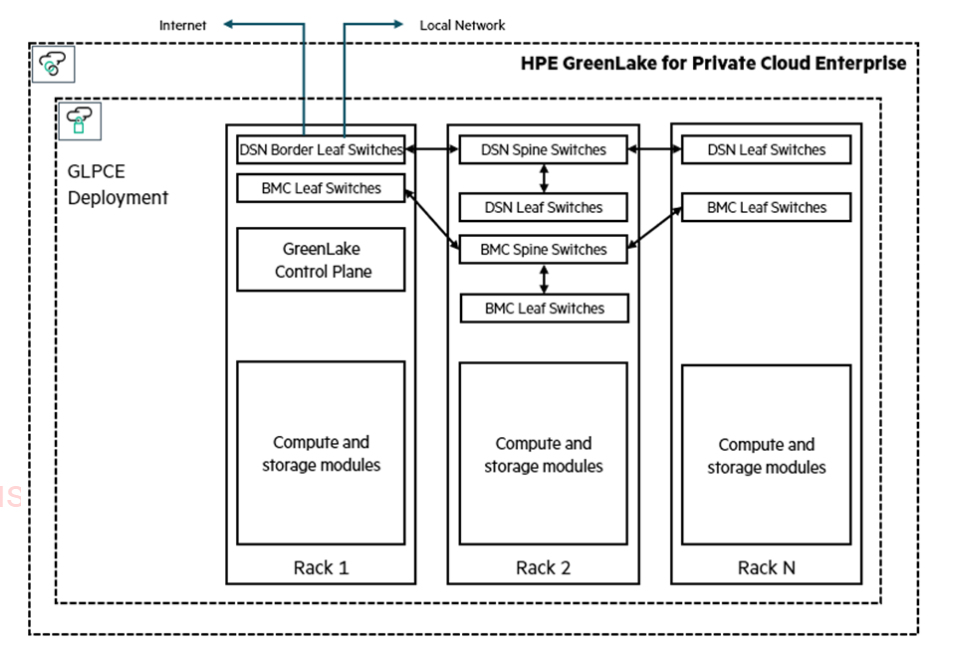 Internet
Local Network
HPE GreenLake for Private Cloud Enterprise
GLPCE
Deployment
DSN Border Leaf Switches
BMC Leaf Switches
GreenLake
Control Plane
Compute and
storage modules
Rack 1
DSN Spine Switches
DSN Leaf Switches
BMC Spine Switches
BMC Leaf Switches
Compute and
storage modules
Rack 2
DSN Leaf Switches
BMC Leaf Switches
Compute and
storage modules
Rack N